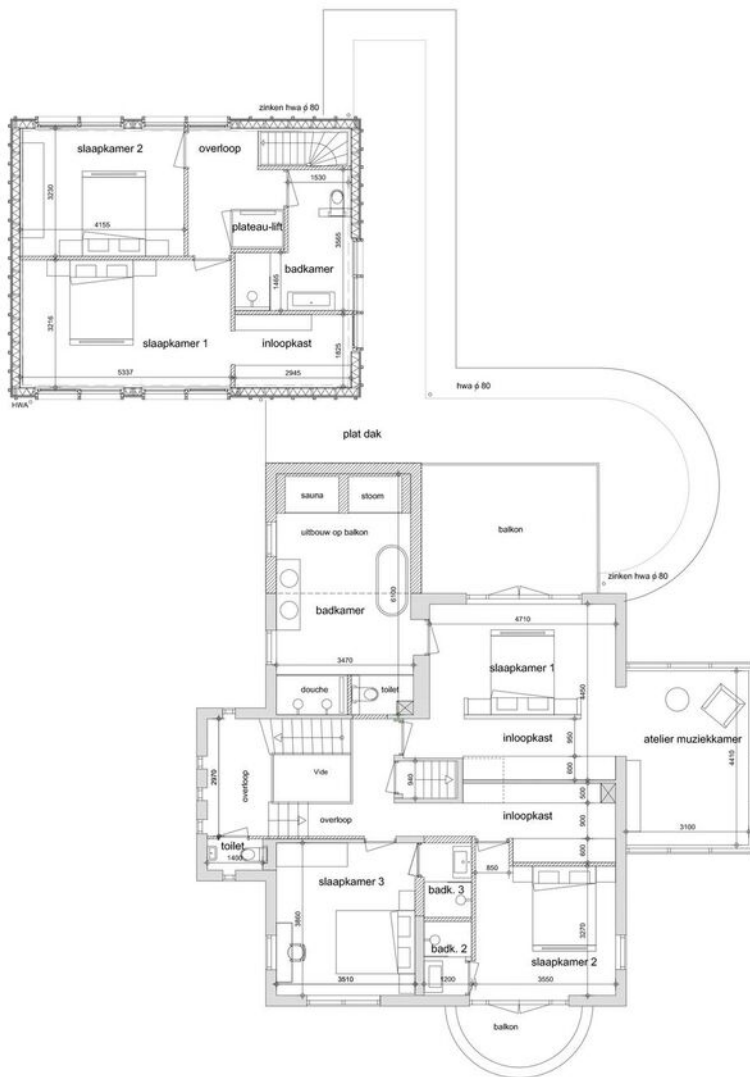 zinken hwa ϕ 80
slaapkamer 2
overloop
1530
3230
4155
plateau-lift
3565
badkamer
1465
3216
slaapkamer 1
inloopkast
1825
5337
2945
HWA
hwa ϕ 80
plat dak
sauna
stoom
balkon
uitbouw op balkon
zinken hwa ϕ 80
6100
badkamer
4710
3470
slaapkamer 1
4450
douche
toilet
inloopkast
950
atelier muziekkamer
4410
2970
overloop
Vide
940
600
500
overloop
inloopkast
900
3100
toilet
1400
600
850
slaapkamer 3
badk. 3
3860
3270
badk. 2
slaapkamer 2
3510
1200
3550
balkon